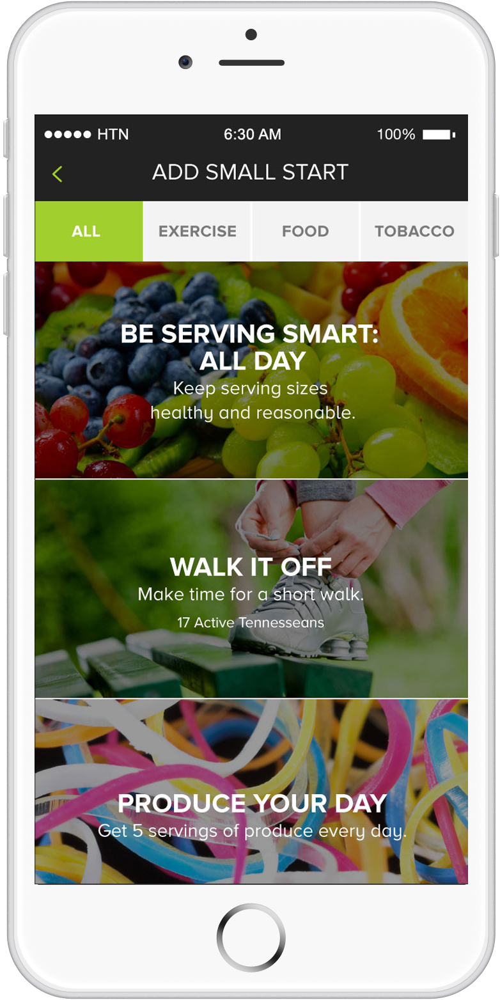 HTN 6:30 AM 100%
ADD SMALL START
ALL EXERCISE FOOD TOBACCO
BE SERVING SMART:
ALL DAY
Keep serving sizes
healthy and reasonable.
WALK IT OFF
Make time for a short walk.
17 Active Tennesseans
PRODUCE YOUR DAY
Get 5 servings of produce every day.